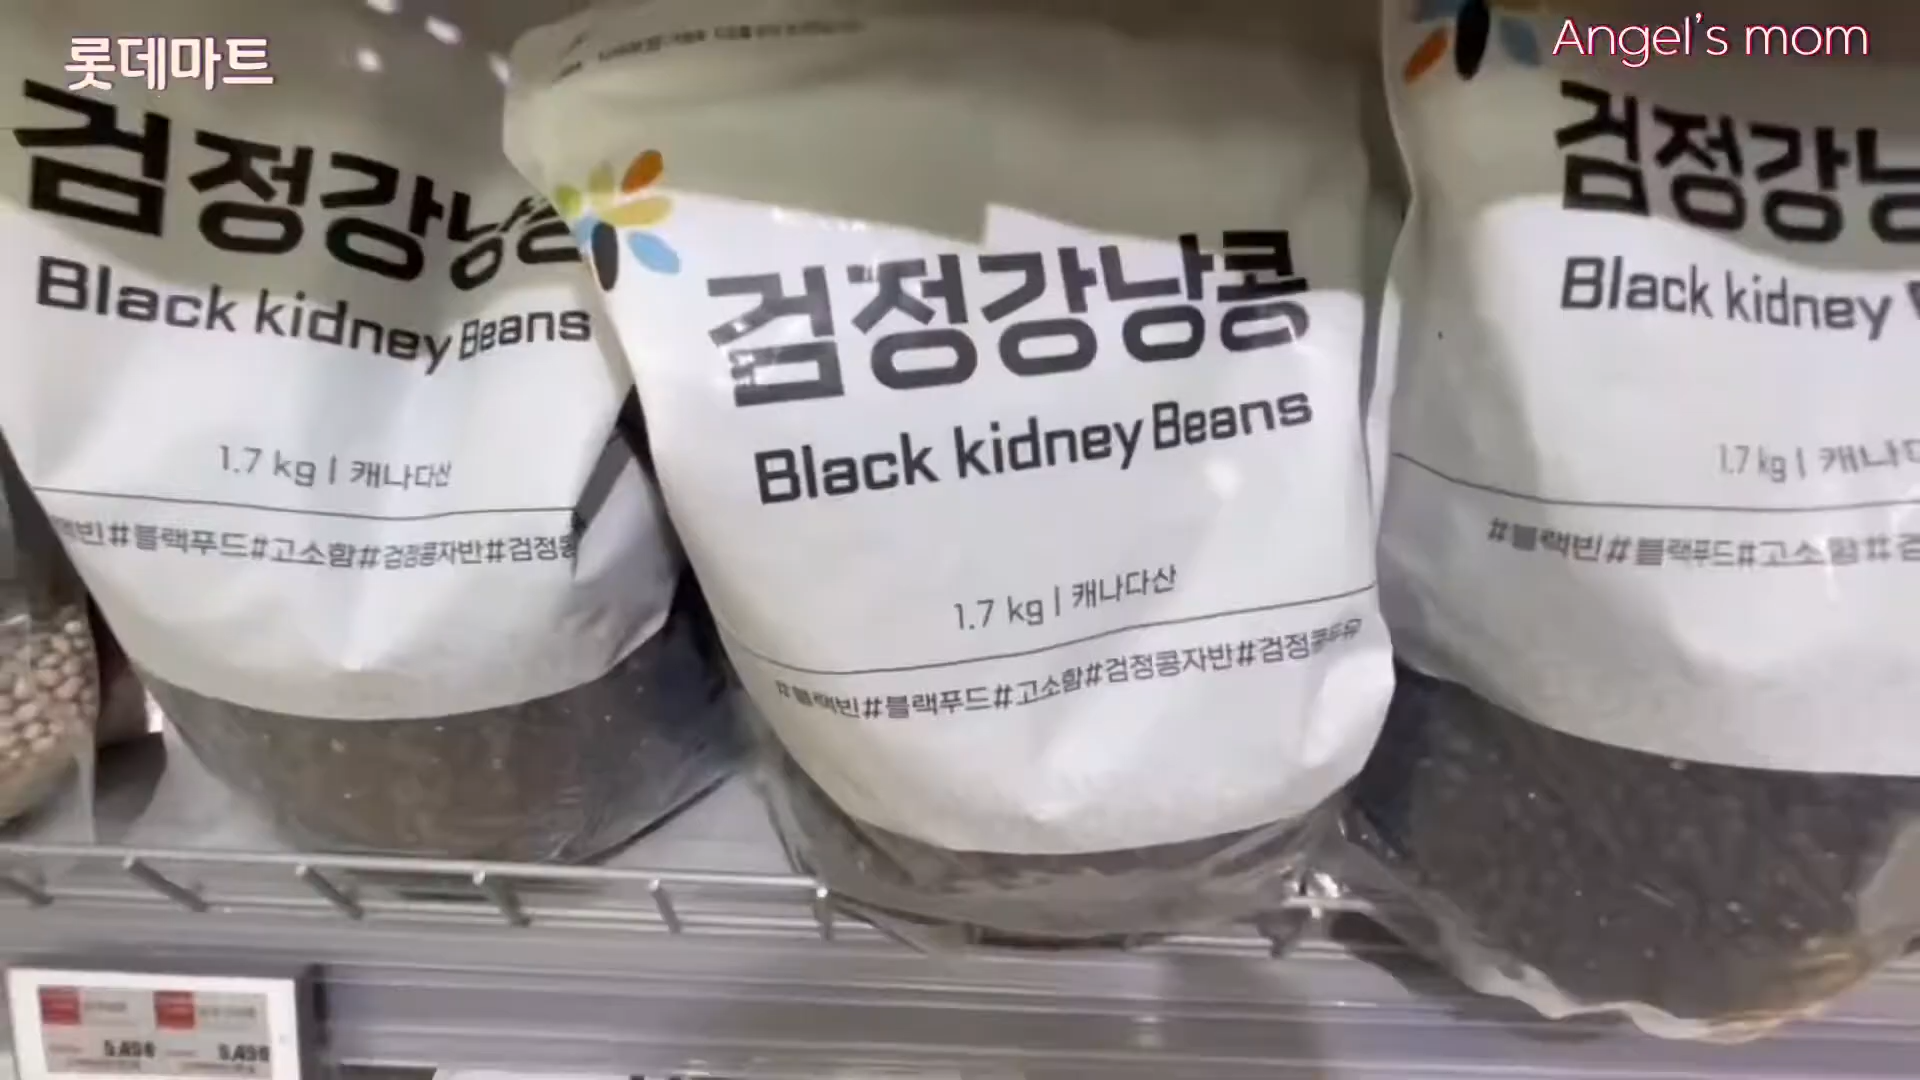 롯데마트
Angel's mom
검정강낭콩
Black kidney Beans
1.7 kg | 캐나다산
#블랙푸드#고소함#검정콩자반#검정콩
검정강낭콩
Black kidney Beans
1.7 kg | 캐나다산
#블랙빈#블랙푸드#고소함#검정콩자반#검정콩두유
검정강낭
Black kidney
1.7 kg | 캐나다
#블랙빈#블랙푸드#고소함#검